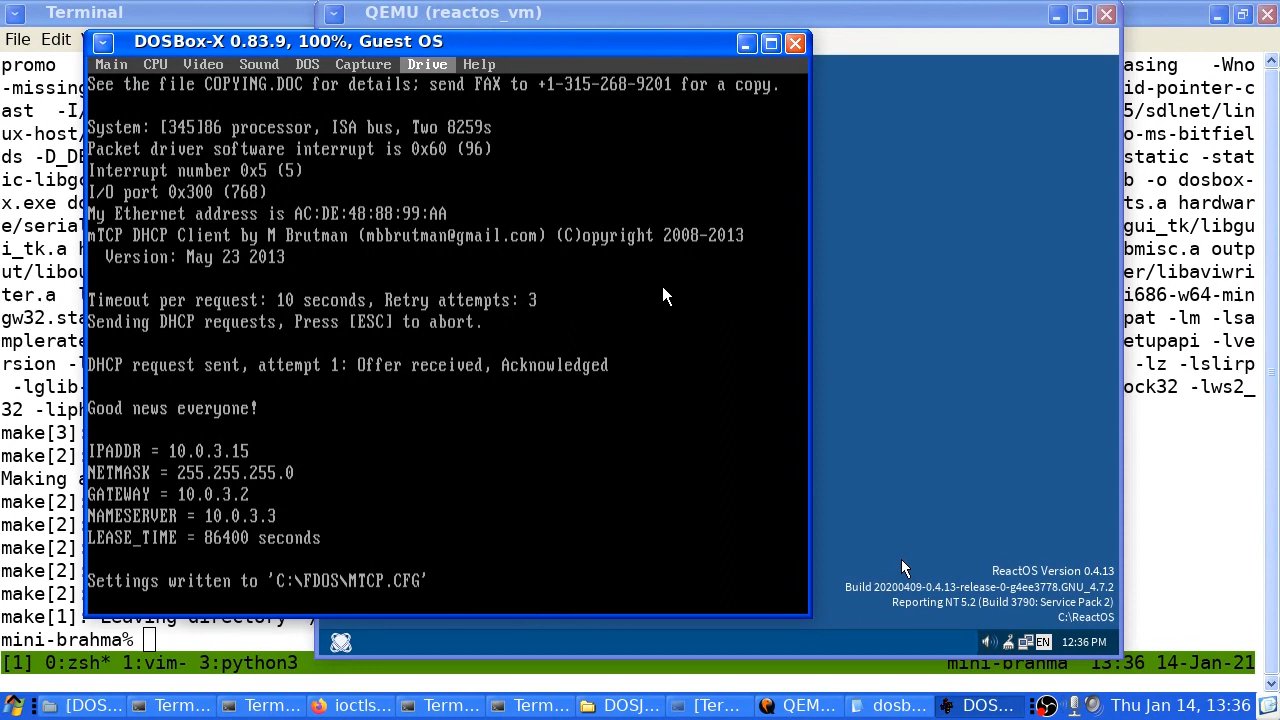 Terminal
QEMU (reactos_vm)
File Edit
DOSBox-X 0.83.9, 100%, Guest OS
Main CPU Video Sound DOS Capture Drive Help
See the file COPYING.DOC for details; send FAX to +1-315-268-9201 for a copy.
System: [345]86 processor, ISA bus, Two 8259s
Packet driver software interrupt is 0x60 (96)
Interrupt number 0x5 (5)
I/O port 0x300 (768)
My Ethernet address is AC:DE:48:88:99:AA
mTCP DHCP Client by M Brutman (mbbrutman@gmail.com) (C)opyright 2008-2013
Version: May 23 2013
Timeout per request: 10 seconds, Retry attempts: 3
Sending DHCP requests, Press [ESC] to abort.
DHCP request sent, attempt 1: Offer received, Acknowledged
Good news everyone!
IPADDR = 10.0.3.15
NETMASK = 255.255.255.0
GATEWAY = 10.0.3.2
NAMESERVER = 10.0.3.3
LEASE_TIME = 86400 seconds
Settings written to 'C:\FDOS\MTCP.CFG'
promo
-missing
ast -I/
ux-host/
ds -D_DE
ic-libgc
x.exe do
e/serial
i_tk.a h
ut/libou
ter.a l
gw32.sta
mplerate
rsion -l
-lglib-
32 -liph
make[3]:
make[2]:
Making a
make[2]:
make[2]:
make[2]:
make[2]:
make[2]:
make[1]: Leaving directory
mini-brahma%
asing -Wno
id-pointer-c
5/sdlnet/lin
o-ms-bitfiel
static -stat
b -o dosbox-
ts.a hardwar
gui_tk/libgu
bmisc.a outp
er/libaviwri
i686-w64-min
pat -lm -lsa
etupapi -lve
-lz -lslirp
ock32 -lws2_
ReactOS Version 0.4.13
Build 20200409-0.4.13-release-0-g4ee3778.GNU_4.7.2
Reporting NT 5.2 (Build 3790: Service Pack 2)
C:\ReactOS
EN 12:36 PM
[1] 0:zsh* 1:vim- 3:python3
mini-brahma 13:36 14-Jan-21
[DOS... Term... Term... ioctls... Term... Term... DOSJ... [Ter... QEM... dosb... DOS... Thu Jan 14, 13:36